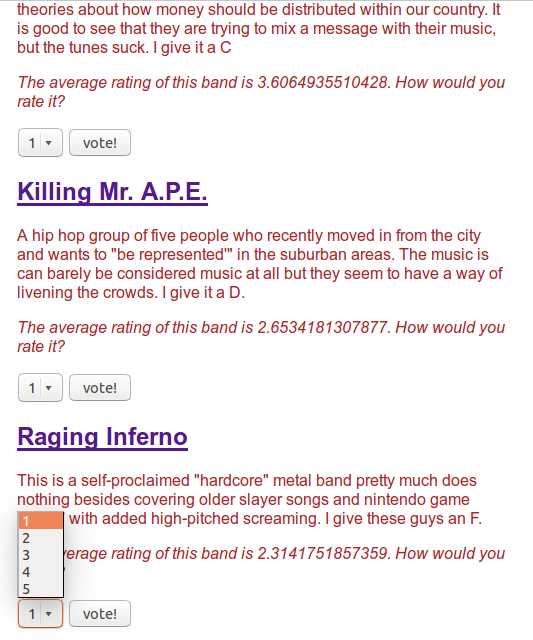 theories about how money should be distributed within our country. It
is good to see that they are trying to mix a message with their music,
but the tunes suck. I give it a C
The average rating of this band is 3.6064935510428. How would you
rate it?
1 vote!
Killing Mr. A.P.E.
A hip hop group of five people who recently moved in from the city
and wants to "be represented'" in the suburban areas. The music is
can barely be considered music at all but they seem to have a way of
livening the crowds. I give it a D.
The average rating of this band is 2.6534181307877. How would you
rate it?
1 vote!
Raging Inferno
This is a self-proclaimed "hardcore" metal band pretty much does
nothing besides covering older slayer songs and nintendo game
with added high-pitched screaming. I give these guys an F.
1
2
3
4
5
rating of this band is 2.3141751857359. How would you
1 vote!